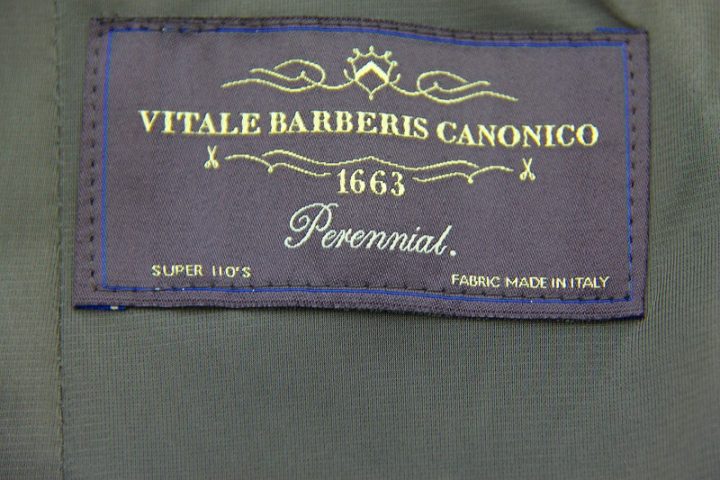 VITALE BARBERIS CANONICO
1663
Perennial.
SUPER 110'S
FABRIC MADE IN ITALY